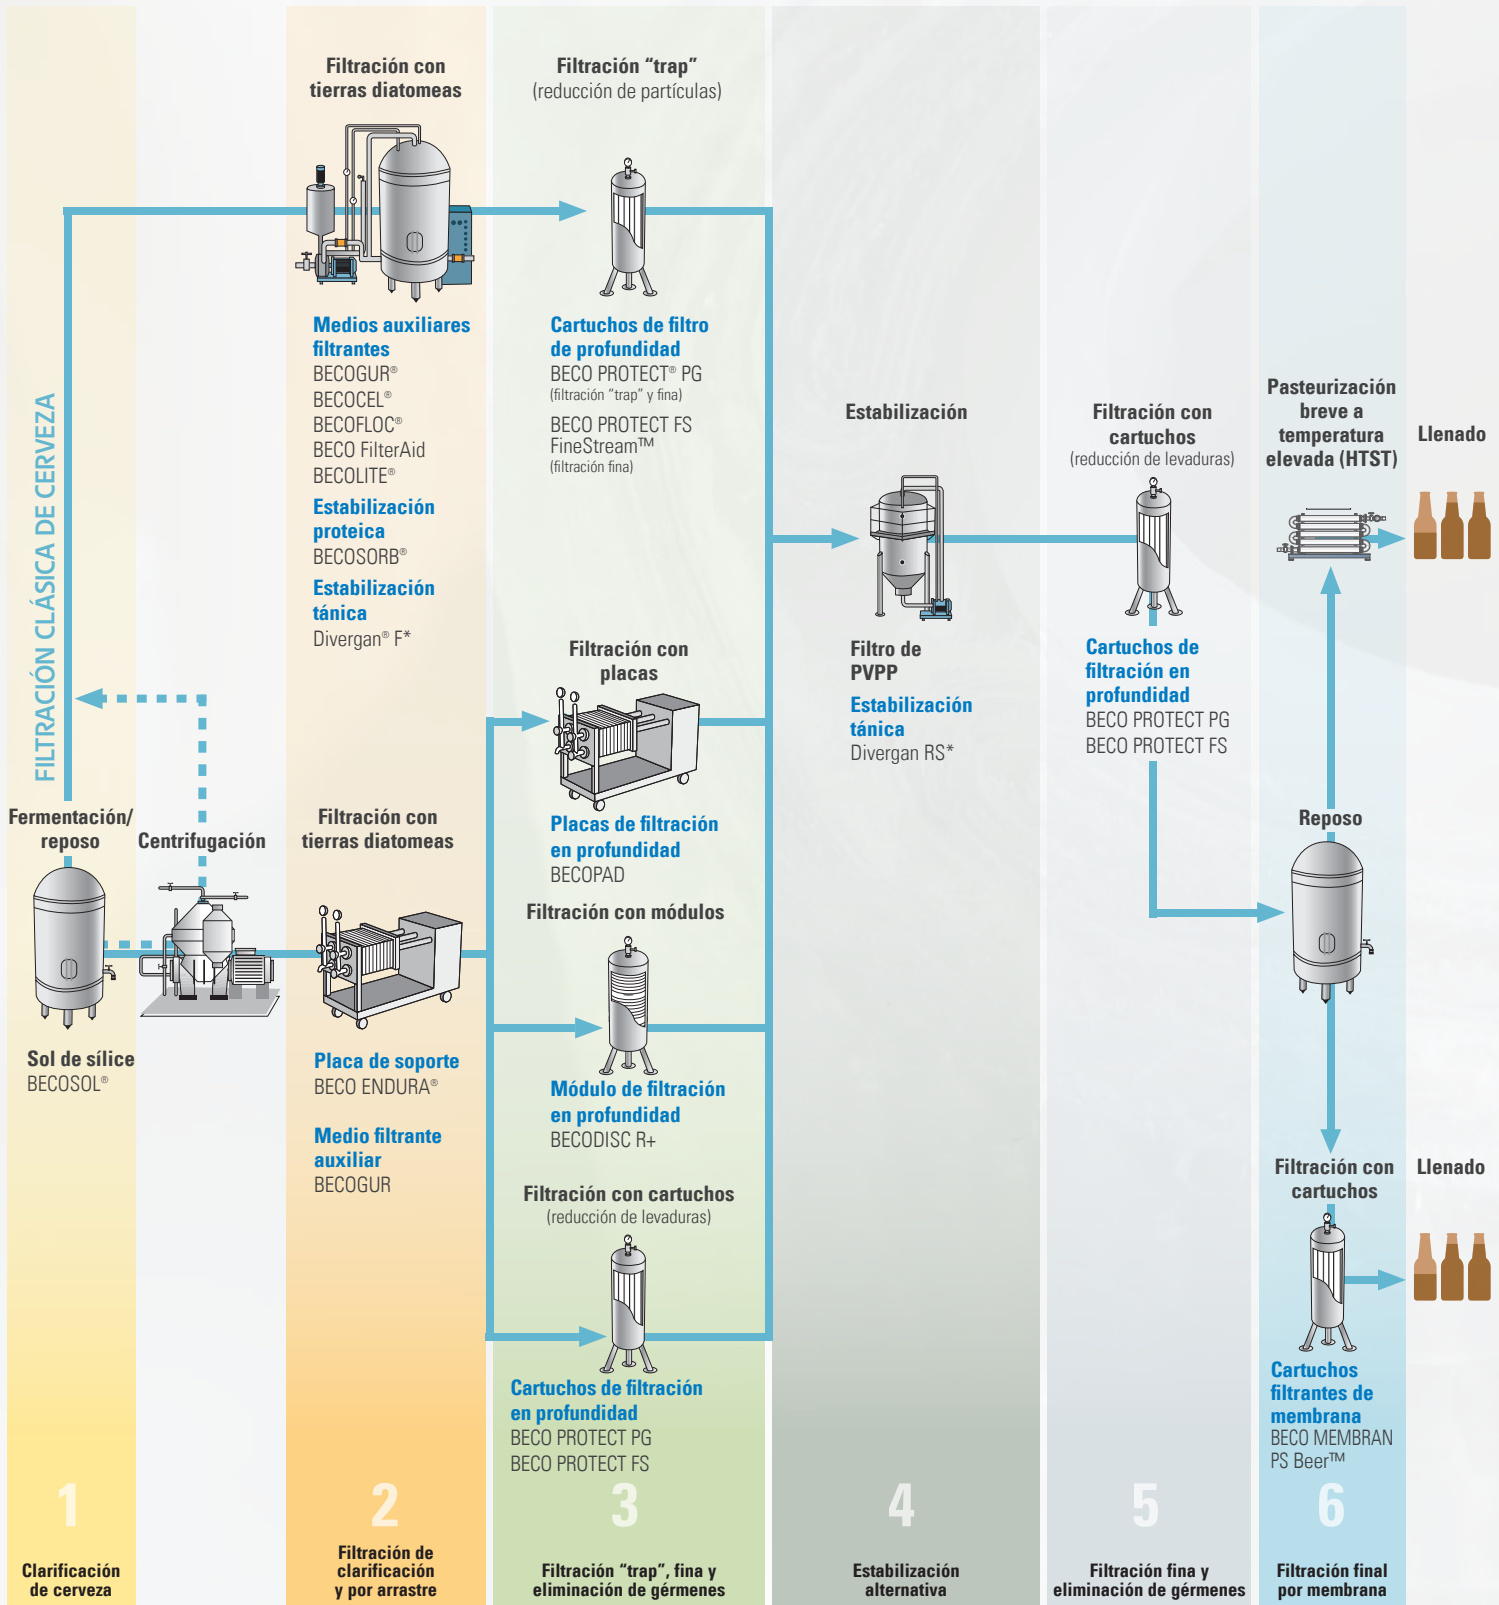 FILTRACIÓN CLÁSICA DE CERVEZA
Fermentación/
reposo
Sol de sílice
BECOSOL®
1
Clarificación
de cerveza
Centrifugación
Filtración con
tierras diatomeas
Medios auxiliares
filtrantes
BECOGUR®
BECOCEL®
BECOFLOC®
BECO FilterAid
BECOLITE®
Estabilización
proteica
BECOSORB®
Estabilización
tánica
Divergan® F*
Filtración con
tierras diatomeas
Placa de soporte
BECO ENDURA®
Medio filtrante
auxiliar
BECOGUR
2
Filtración de
clarificación
y por arrastre
Filtración “trap”
(reducción de partículas)
Cartuchos de filtro
de profundidad
BECO PROTECT® PG
(filtración “trap” y fina)
BECO PROTECT FS
FineStream™
(filtración fina)
Filtración con
placas
Placas de filtración
en profundidad
BECOPAD
Filtración con módulos
Módulo de filtración
en profundidad
BECODISC R+
Filtración con cartuchos
(reducción de levaduras)
Cartuchos de filtración
en profundidad
BECO PROTECT PG
BECO PROTECT FS
3
Filtración “trap”, fina y
eliminación de gérmenes
Estabilización
Filtro de
PVPP
Estabilización
tánica
Divergan RS*
4
Estabilización
alternativa
Filtración con
cartuchos
(reducción de levaduras)
Cartuchos de
filtración en
profundidad
BECO PROTECT PG
BECO PROTECT FS
5
Filtración fina y
eliminación de gérmenes
Pasteurización
breve a
temperatura
elevada (HTST)
Reposo
Filtración con
cartuchos
Cartuchos
filtrantes de
membrana
BECO MEMBRAN
PS Beer™
6
Filtración final
por membrana
Llenado
Llenado